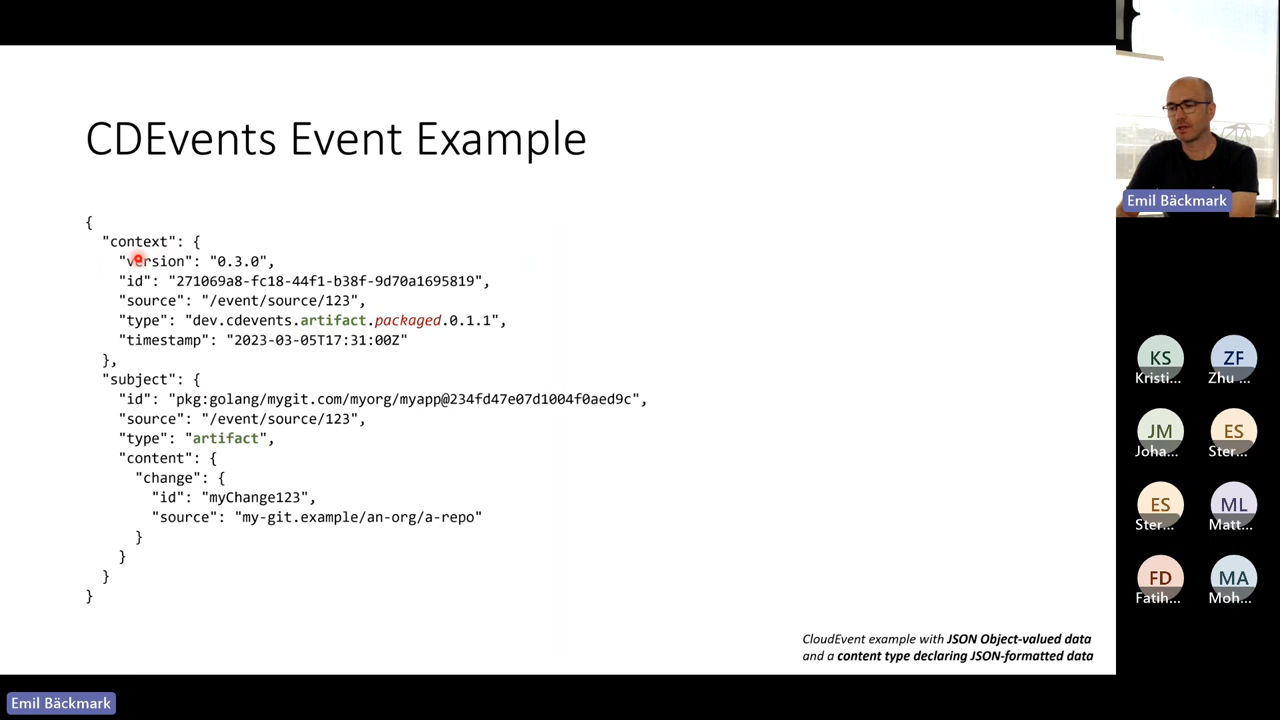 CDEvents Event Example
{
"context": {
"version": "0.3.0",
"id": "271069a8-fc18-44f1-b38f-9d70a1695819",
"source": "/event/source/123",
"type": "dev.cdevents.artifact.packaged.0.1.1",
"timestamp": "2023-03-05T17:31:00Z"
},
"subject": {
"id": "pkg:golang/mygit.com/myorg/myapp@234fd47e07d1004f0aed9c",
"source": "/event/source/123",
"type": "artifact",
"content": {
"change": {
"id": "myChange123",
"source": "my-git.example/an-org/a-repo"
}
}
}
}
CloudEvent example with JSON Object-valued data
and a content type declaring JSON-formatted data
Emil Bäckmark
KS
Kristi...
ZF
Zhu ...
JM
Joha...
ES
Ster...
ES
Ster...
ML
Matt...
FD
Fatih...
MA
Moh...
Emil Bäckmark